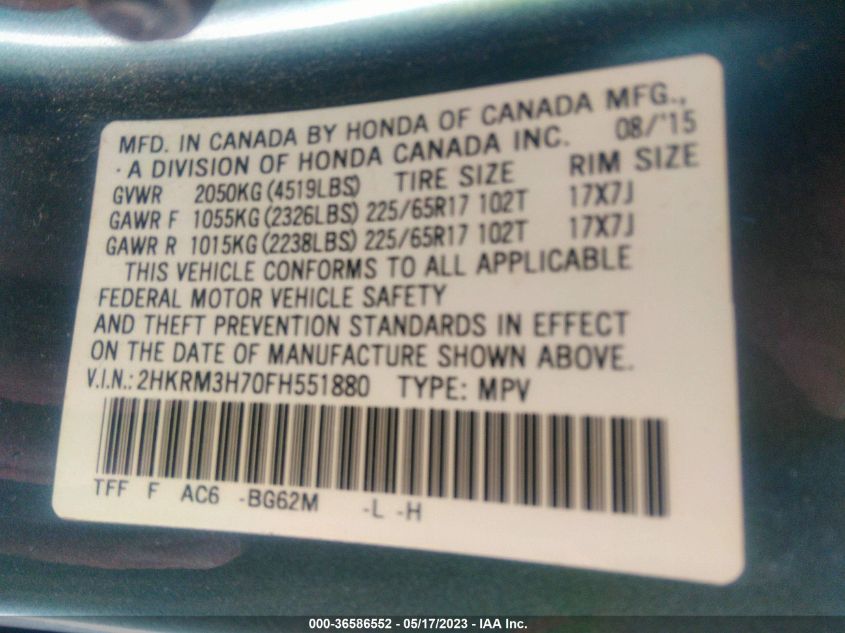 MFD. IN CANADA BY HONDA OF CANADA MFG.,
· A DIVISION OF HONDA CANADA INC. 08/'15
GVWR 2050KG (4519LBS) TIRE SIZE RIM SIZE
GAWR F 1055KG (2326LBS) 225/65R17 102T 17X7J
GAWR R 1015KG (2238LBS) 225/65R17 102T 17X7J
THIS VEHICLE CONFORMS TO ALL APPLICABLE
FEDERAL MOTOR VEHICLE SAFETY
AND THEFT PREVENTION STANDARDS IN EFFECT
ON THE DATE OF MANUFACTURE SHOWN ABOVE.
V.I.N.: 2HKRM3H70FH551880 TYPE: MPV
TFF F AC6 -BG62M -L -H
000-36586552 - 05/17/2023 - IAA Inc.